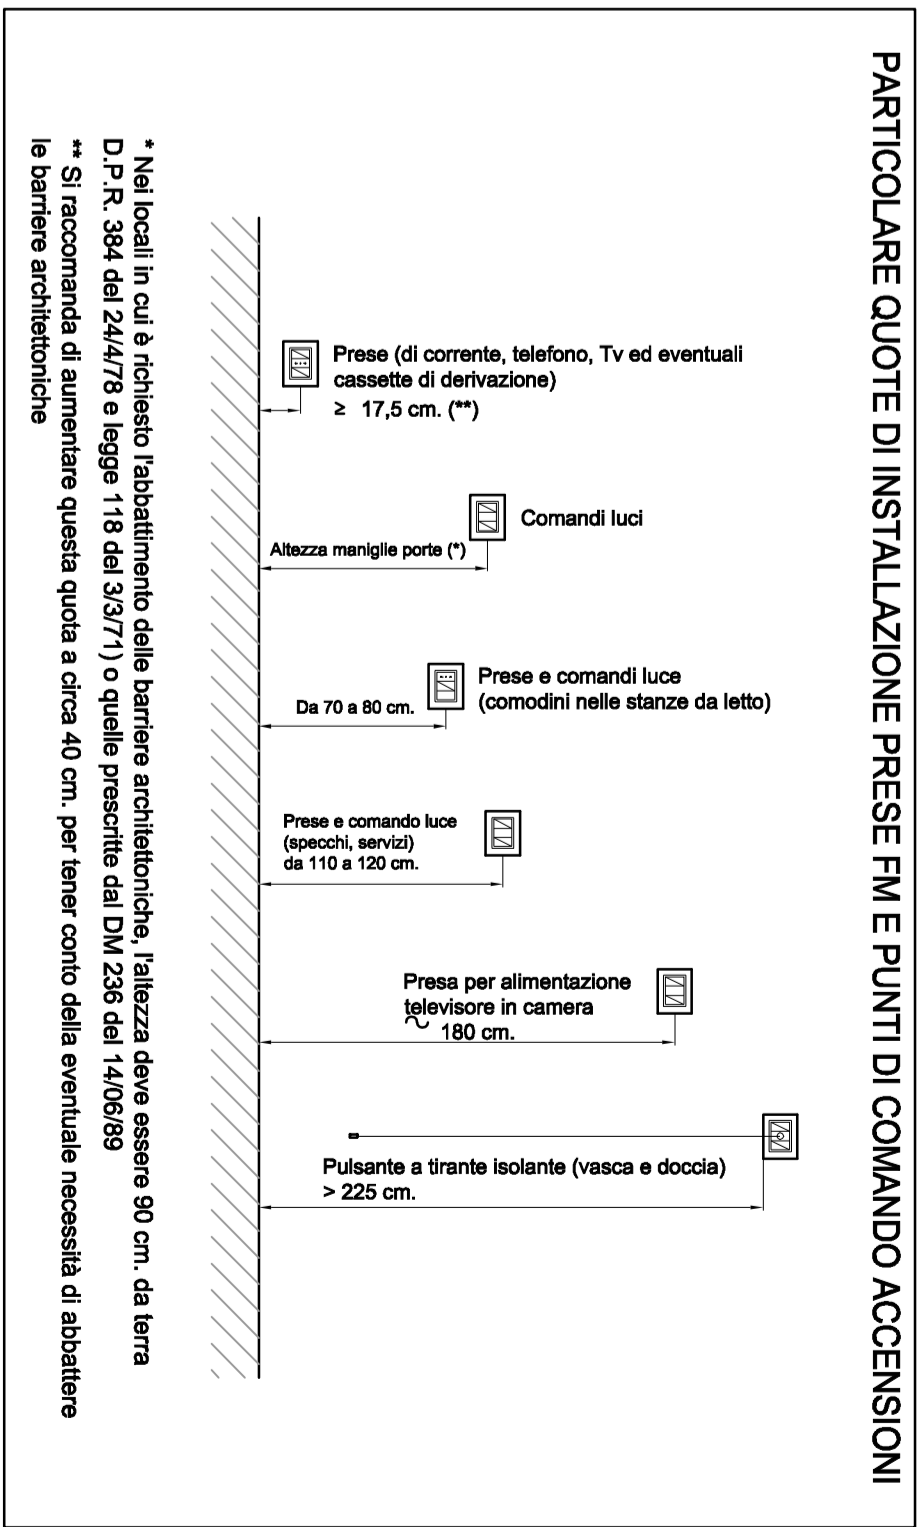 PARTICOLARE QUOTE DI INSTALLAZIONE PRESE FM E PUNTI DI COMANDO ACCENSIONI
Prese (di corrente, telefono, Tv ed eventuali
cassette di derivazione)
≥ 17,5 cm. (**)
Comandi luci
Altezza maniglie porte (*)
Prese e comandi luce
(comodini nelle stanze da letto)
Da 70 a 80 cm.
Prese e comando luce
(specchi, servizi)
da 110 a 120 cm.
Presa per alimentazione
televisore in camera
~ 180 cm.
Pulsante a tirante isolante (vasca e doccia)
> 225 cm.
* Nei locali in cui è richiesto l'abbattimento delle barriere architettoniche, l'altezza deve essere 90 cm. da terra
D.P.R. 384 del 24/4/78 e legge 118 del 3/3/71) o quelle prescritte dal DM 236 del 14/06/89
** Si raccomanda di aumentare questa quota a circa 40 cm. per tener conto della eventuale necessità di abbattere
le barriere architettoniche